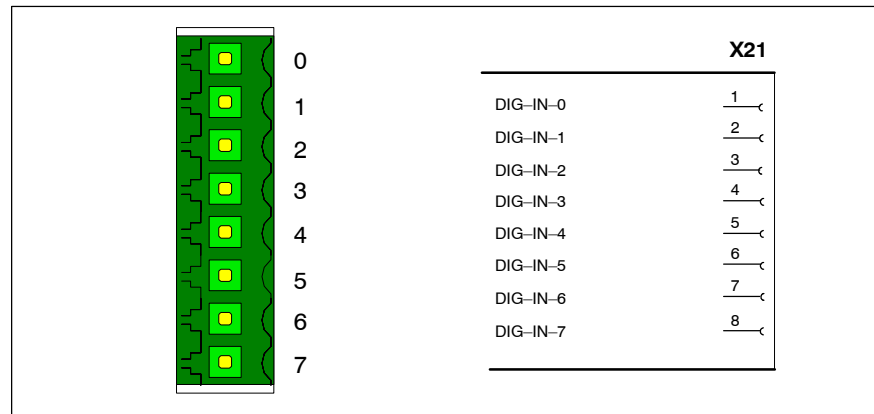 0
1
2
3
4
5
6
7
X21
DIG–IN–0 1
DIG–IN–1 2
DIG–IN–2 3
DIG–IN–3 4
DIG–IN–4 5
DIG–IN–5 6
DIG–IN–6 7
DIG–IN–7 8